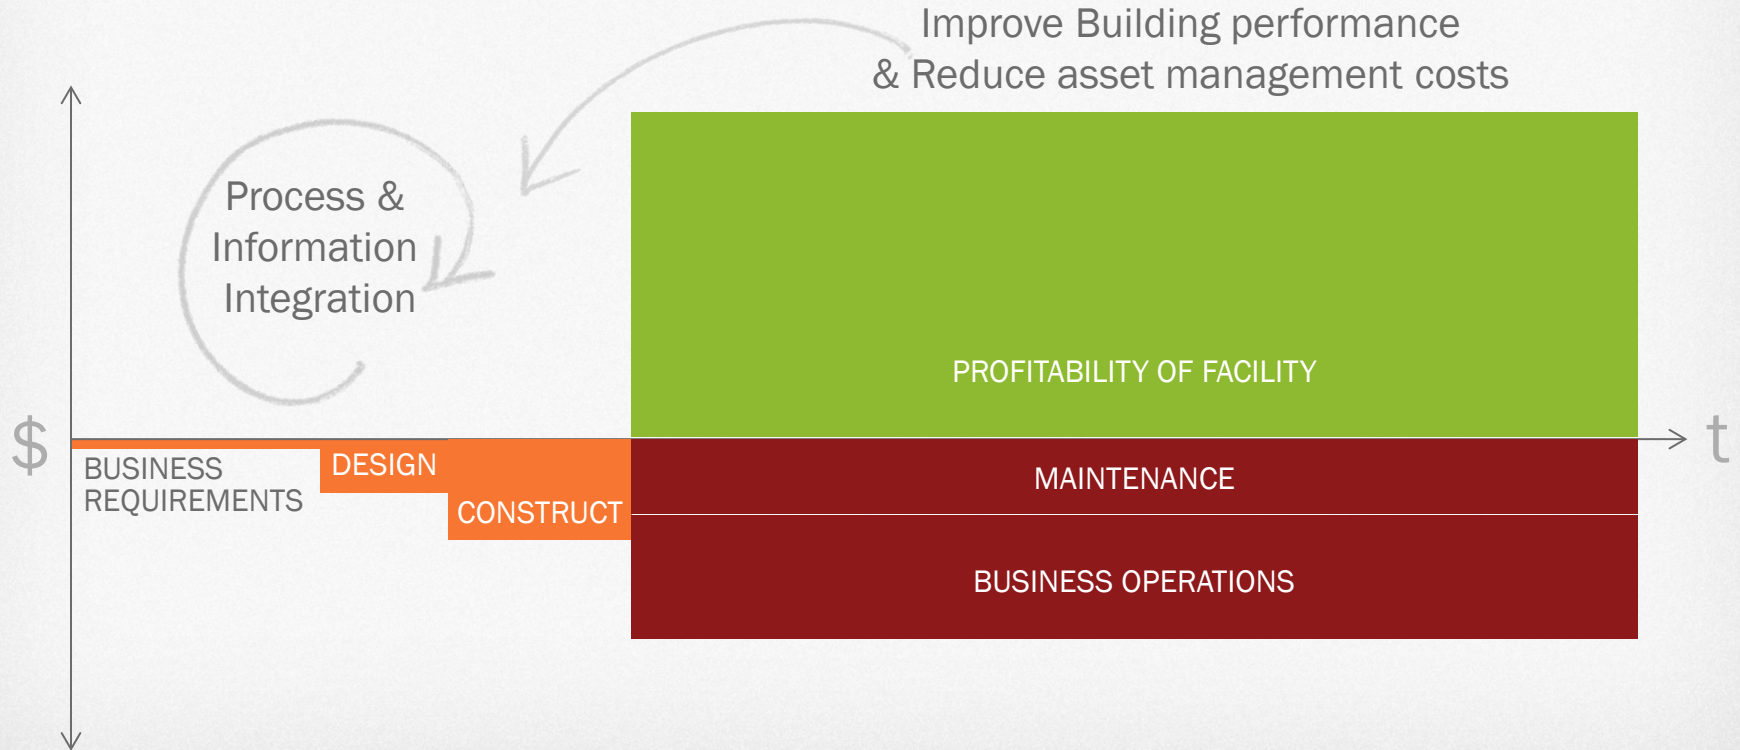 Improve Building performance
& Reduce asset management costs
Process &
Information
Integration
PROFITABILITY OF FACILITY
$
t
BUSINESS
REQUIREMENTS
DESIGN
CONSTRUCT
MAINTENANCE
BUSINESS OPERATIONS